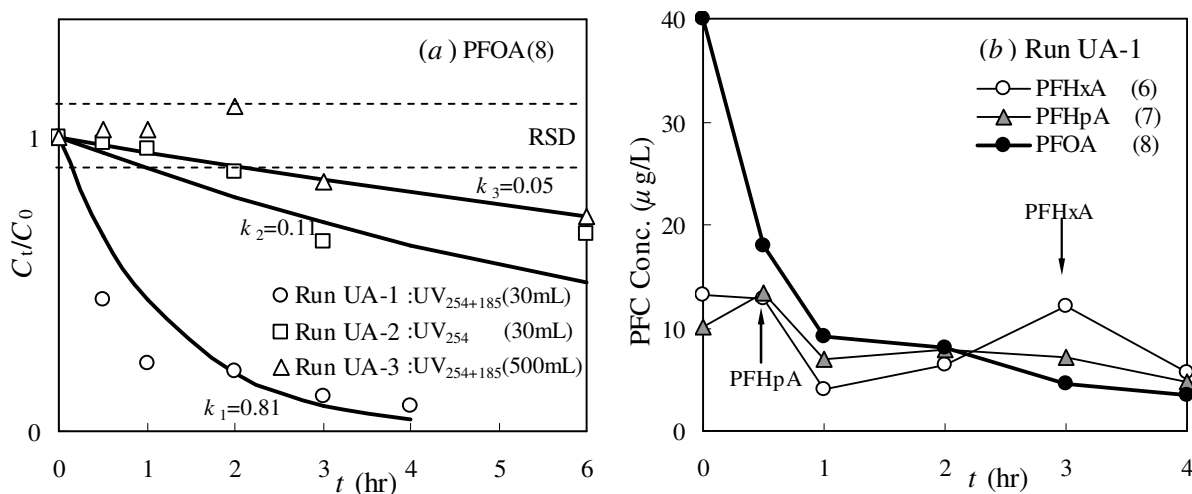 (a) PFOA(8)
1
RSD
k3=0.05
k2=0.11
Ct/C0
Run UA-1 :UV254+185(30mL)
Run UA-2 :UV254 (30mL)
Run UA-3 :UV254+185(500mL)
k1=0.81
0
0 1 2 3 4 5 6
t (hr)
(b) Run UA-1
PFHxA (6)
PFHpA (7)
PFOA (8)
40
30
20
10
0
PFC Conc. (μg/L)
PFHxA
PFHpA
0 1 2 3 4
t (hr)